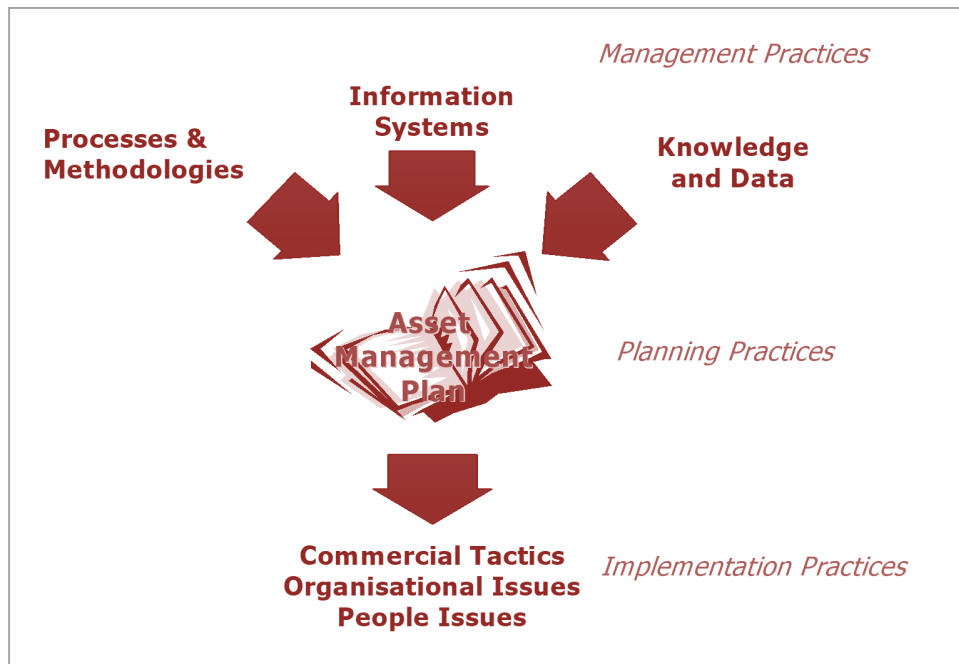 Management Practices
Information
Systems
Processes &
Methodologies
Knowledge
and Data
Asset
Management
Plan
Planning Practices
Commercial Tactics
Organisational Issues
People Issues
Implementation Practices